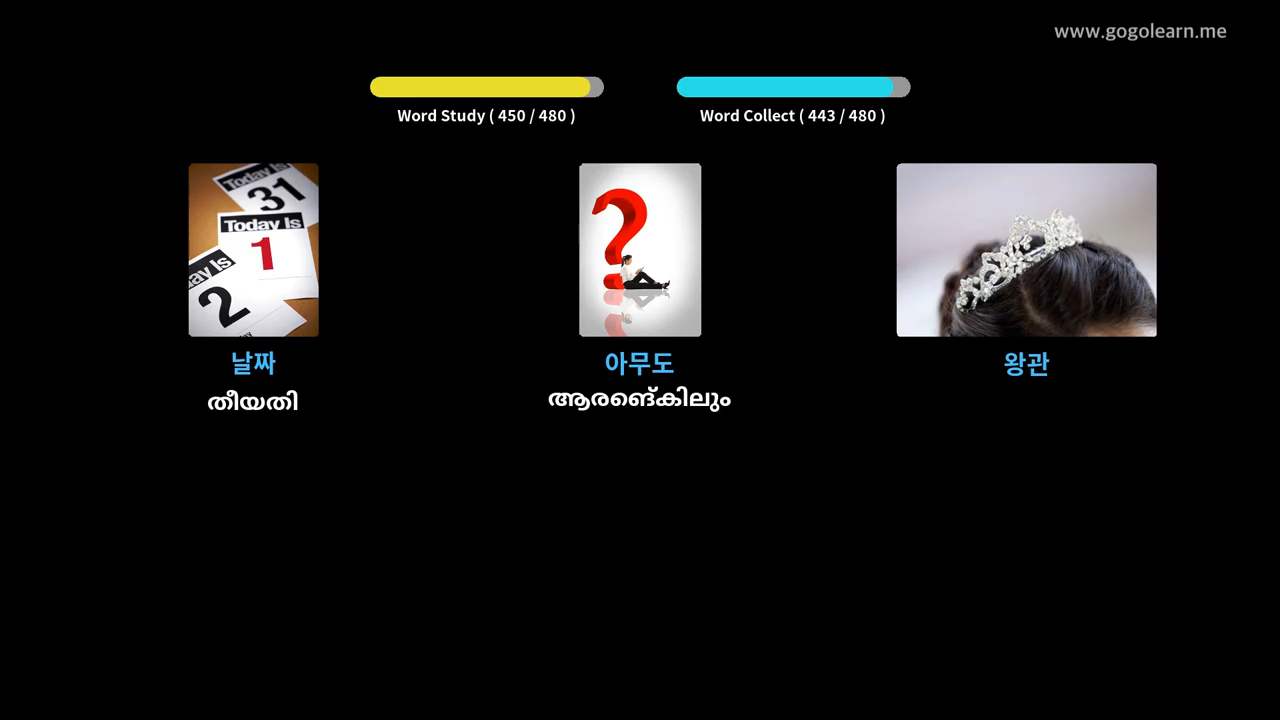 www.gogolearn.me
Word Study ( 450 / 480 )
Word Collect ( 443 / 480 )
Today Is
31
Today Is
1
ay Is
2
날짜
아무도
왕관
തീയതി
ആരങ്െകിലും